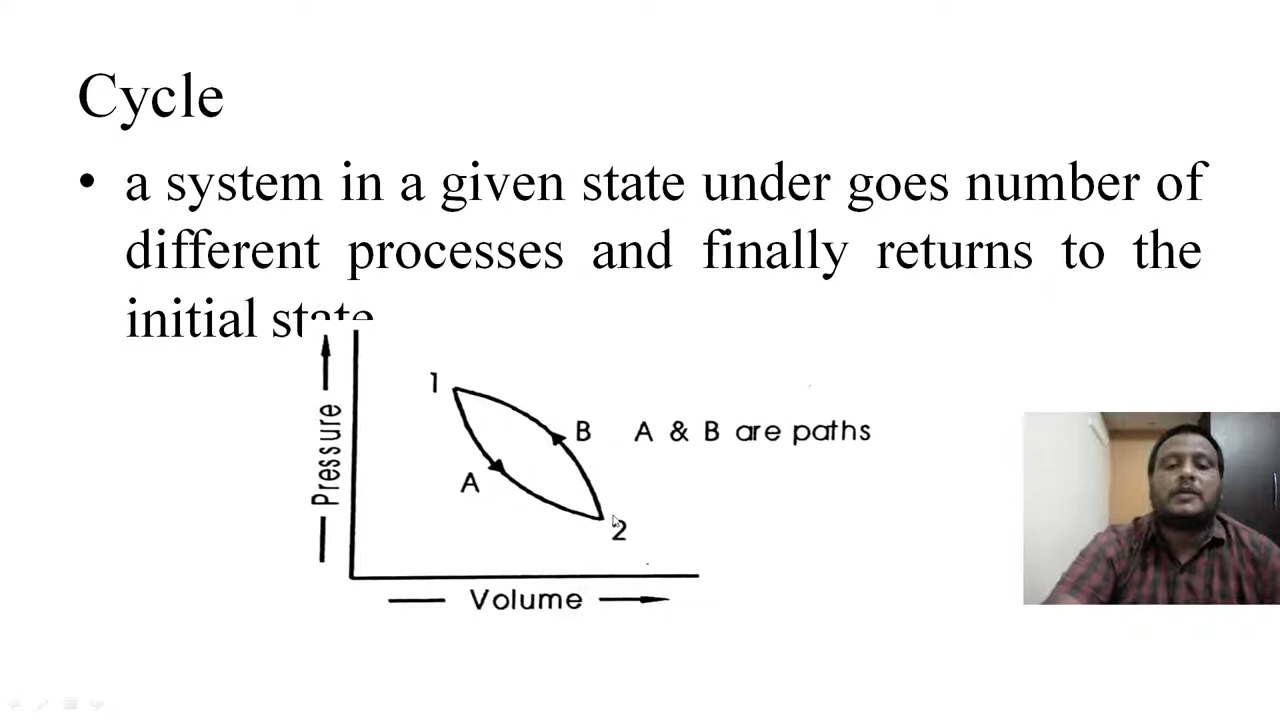 Cycle
• a system in a given state under goes number of
different processes and finally returns to the
initial state
Pressure
1
B
A & B are paths
A
2
Volume